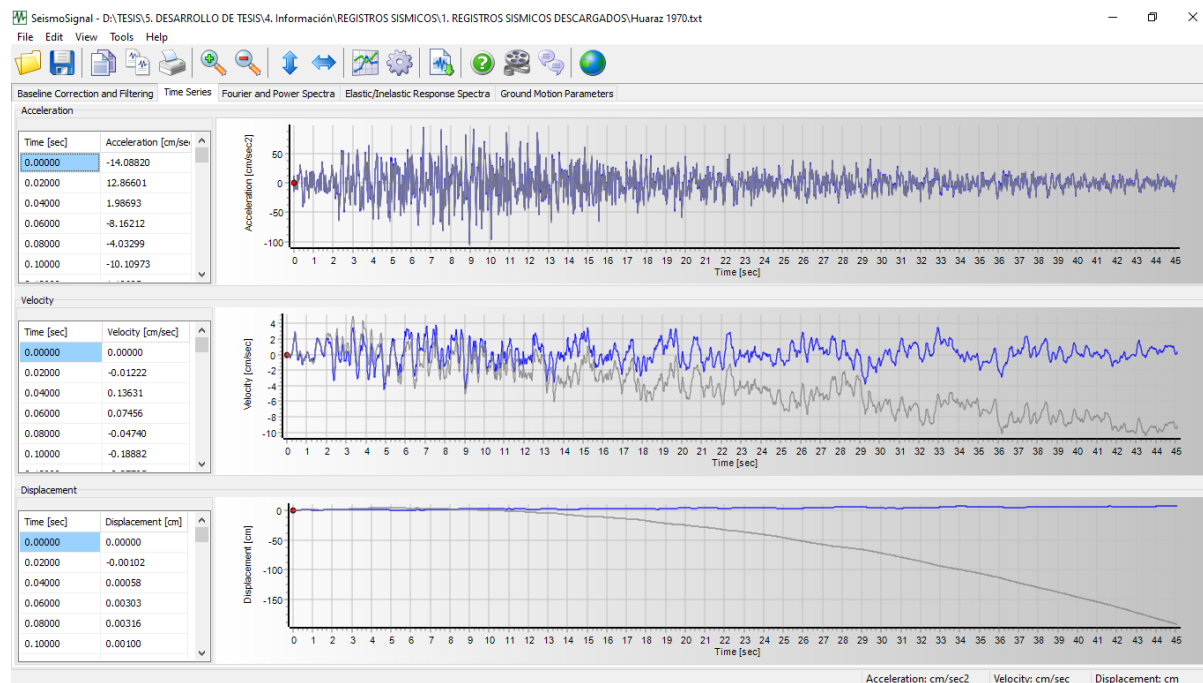 SeismoSignal - D:\TESIS\5. DESARROLLO DE TESIS\4. Información\REGISTROS SISMICOS\1. REGISTROS SISMICOS DESCARGADOS\Huaraz 1970.txt
File Edit View Tools Help
Baseline Correction and Filtering Time Series Fourier and Power Spectra Elastic/Inelastic Response Spectra Ground Motion Parameters
Acceleration
Time [sec] Acceleration [cm/sec
0.00000 -14.08820
0.02000 12.86601
0.04000 1.98693
0.06000 -8.16212
0.08000 -4.03299
0.10000 -10.10973
Acceleration [cm/sec2]
50
0
-50
-100
0 1 2 3 4 5 6 7 8 9 10 11 12 13 14 15 16 17 18 19 20 21 22 23 24 25 26 27 28 29 30 31 32 33 34 35 36 37 38 39 40 41 42 43 44 45
Time [sec]
Velocity
Time [sec] Velocity [cm/sec]
0.00000 0.00000
0.02000 -0.01222
0.04000 0.13631
0.06000 0.07456
0.08000 -0.04740
0.10000 -0.18882
Velocity [cm/sec]
4
2
0
-2
-4
-6
-8
-10
0 1 2 3 4 5 6 7 8 9 10 11 12 13 14 15 16 17 18 19 20 21 22 23 24 25 26 27 28 29 30 31 32 33 34 35 36 37 38 39 40 41 42 43 44 45
Time [sec]
Displacement
Time [sec] Displacement [cm]
0.00000 0.00000
0.02000 -0.00102
0.04000 0.00058
0.06000 0.00303
0.08000 0.00316
0.10000 0.00100
Displacement [cm]
0
-50
-100
-150
0 1 2 3 4 5 6 7 8 9 10 11 12 13 14 15 16 17 18 19 20 21 22 23 24 25 26 27 28 29 30 31 32 33 34 35 36 37 38 39 40 41 42 43 44 45
Time [sec]
Acceleration: cm/sec2 Velocity: cm/sec Displacement: cm